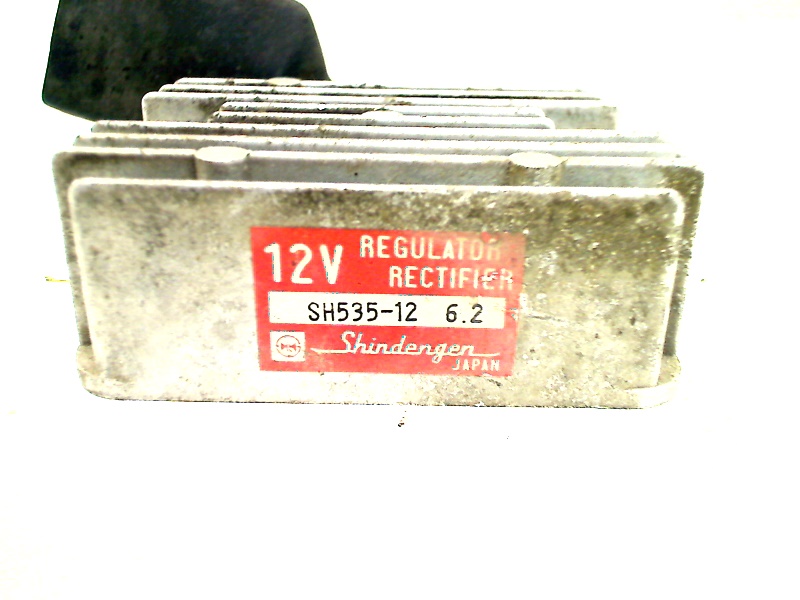 12V REGULATOR
RECTIFIER
SH535-12 6.2
Shindengen
JAPAN